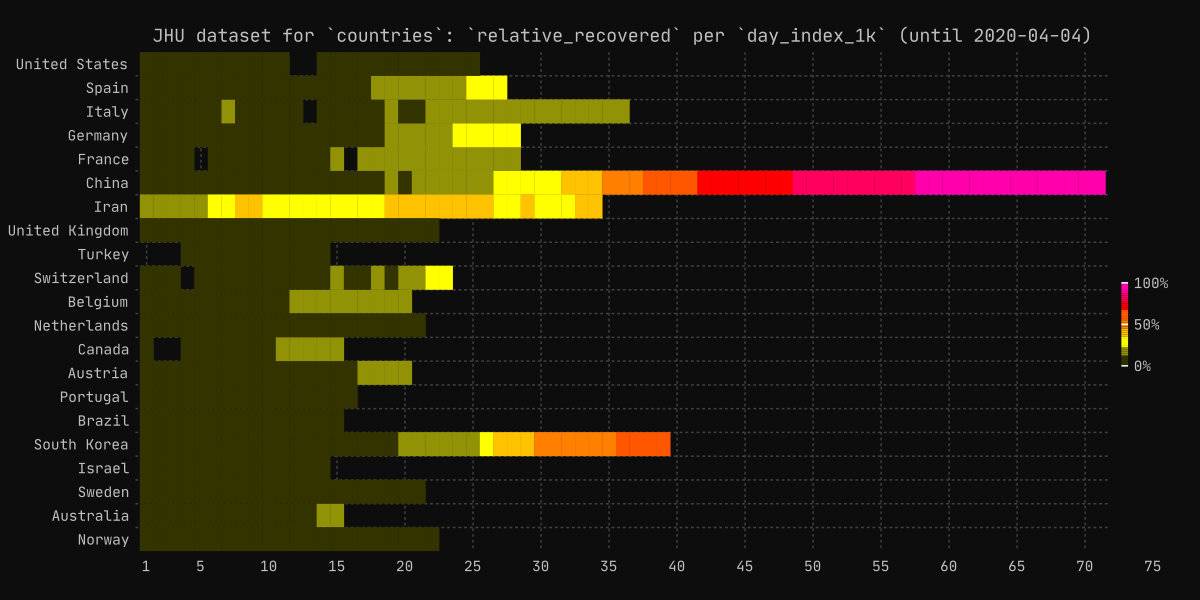 JHU dataset for `countries`: `relative_recovered` per `day_index_1k` (until 2020-04-04)
United States
Spain
Italy
Germany
France
China
Iran
United Kingdom
Turkey
Switzerland
Belgium
Netherlands
Canada
Austria
Portugal
Brazil
South Korea
Israel
Sweden
Australia
Norway
1 5 10 15 20 25 30 35 40 45 50 55 60 65 70 75
100%
50%
0%